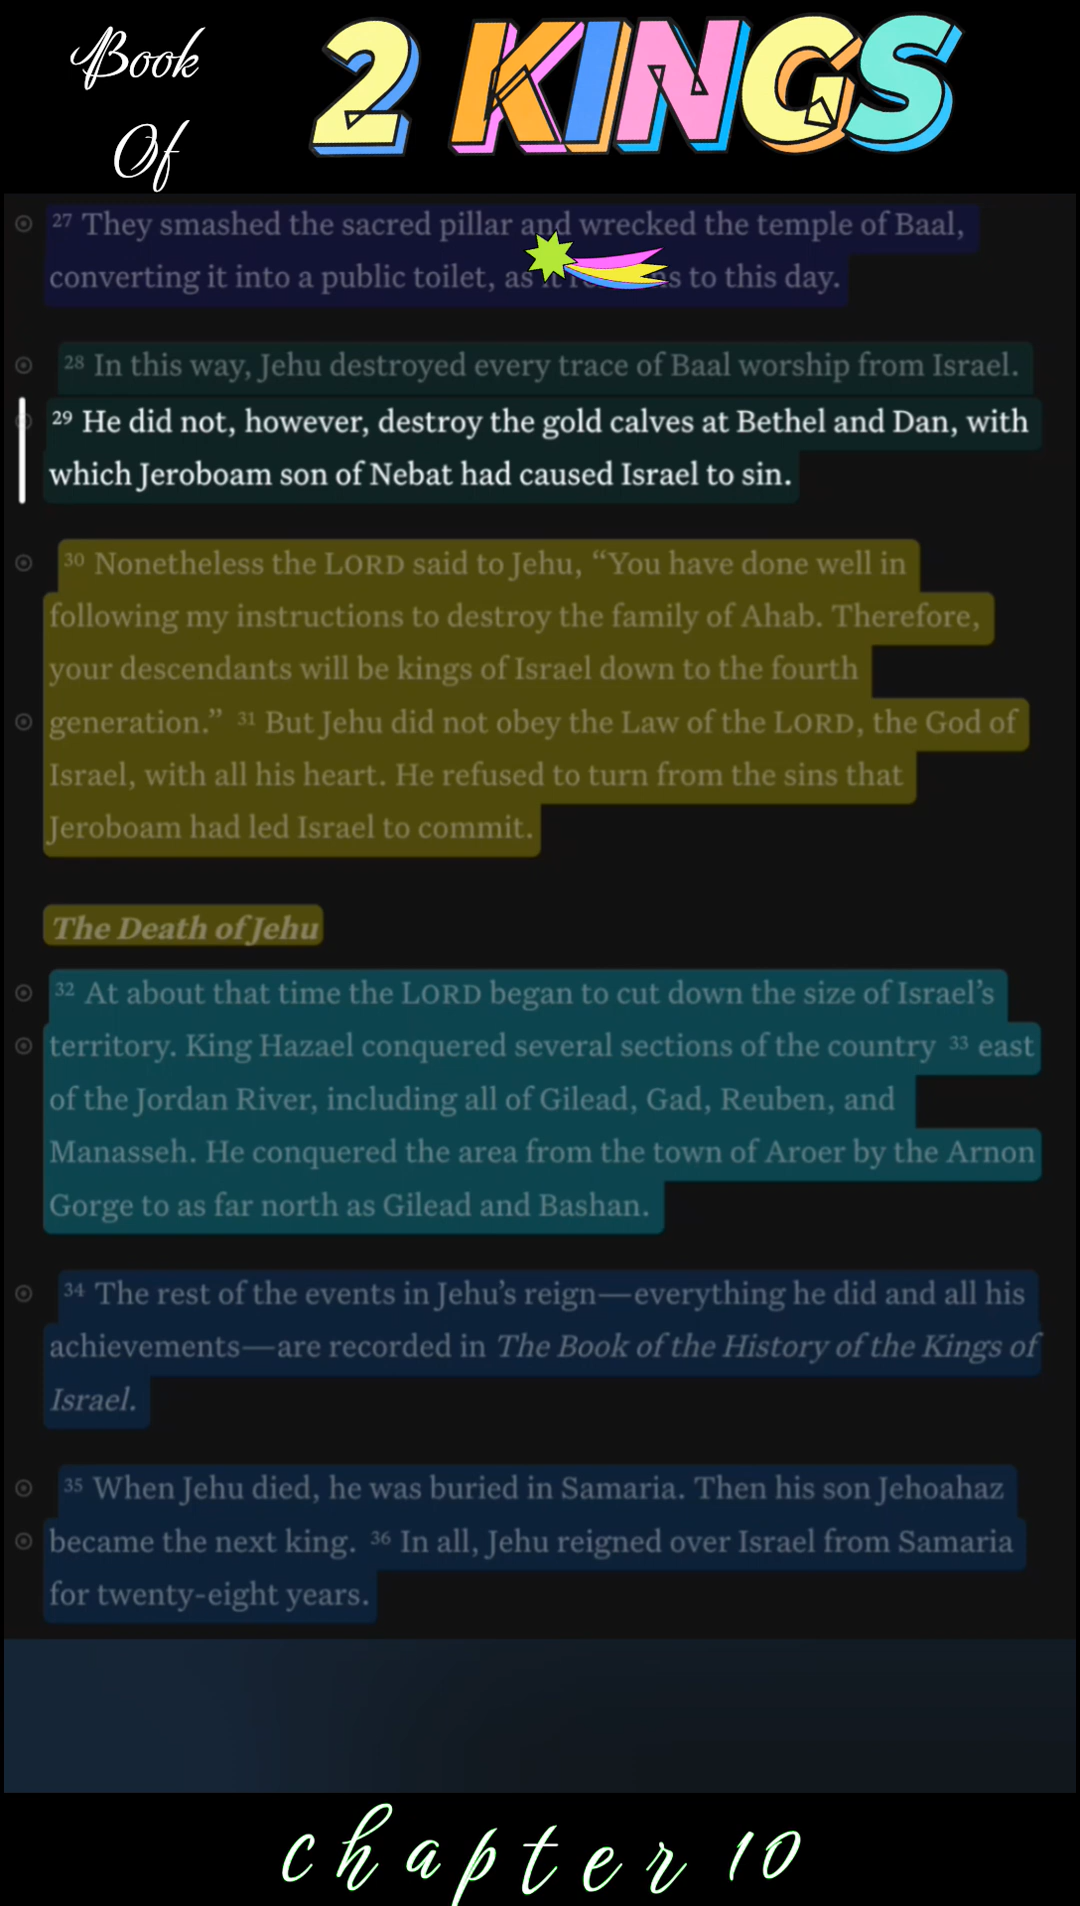 Book
Of
2 KINGS
27 They smashed the sacred pillar and wrecked the temple of Baal,
converting it into a public toilet, as it to this day.
28 In this way, Jehu destroyed every trace of Baal worship from Israel.
29 He did not, however, destroy the gold calves at Bethel and Dan, with
which Jeroboam son of Nebat had caused Israel to sin.
30 Nonetheless the LORD said to Jehu, “You have done well in
following my instructions to destroy the family of Ahab. Therefore,
your descendants will be kings of Israel down to the fourth
generation.” 31 But Jehu did not obey the Law of the LORD, the God of
Israel, with all his heart. He refused to turn from the sins that
Jeroboam had led Israel to commit.
The Death of Jehu
32 At about that time the LORD began to cut down the size of Israel’s
territory. King Hazael conquered several sections of the country 33 east
of the Jordan River, including all of Gilead, Gad, Reuben, and
Manasseh. He conquered the area from the town of Aroer by the Arnon
Gorge to as far north as Gilead and Bashan.
34 The rest of the events in Jehu’s reign—everything he did and all his
achievements—are recorded in The Book of the History of the Kings of
Israel.
35 When Jehu died, he was buried in Samaria. Then his son Jehoahaz
became the next king. 36 In all, Jehu reigned over Israel from Samaria
for twenty-eight years.
chapter 10